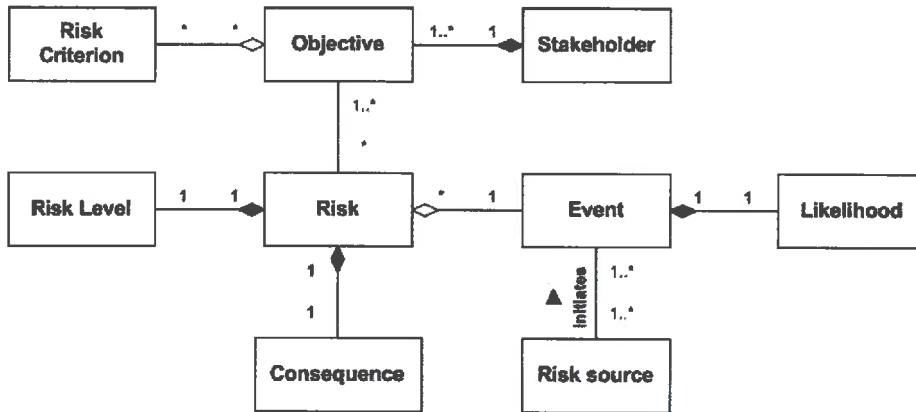 Risk
Criterion
* *
Objective
1..* 1
Stakeholder
1..*
*
Risk Level
1 1
Risk
* 1
Event
1 1
Likelihood
1
1
initiates
1..*
1..*
Consequence
Risk source